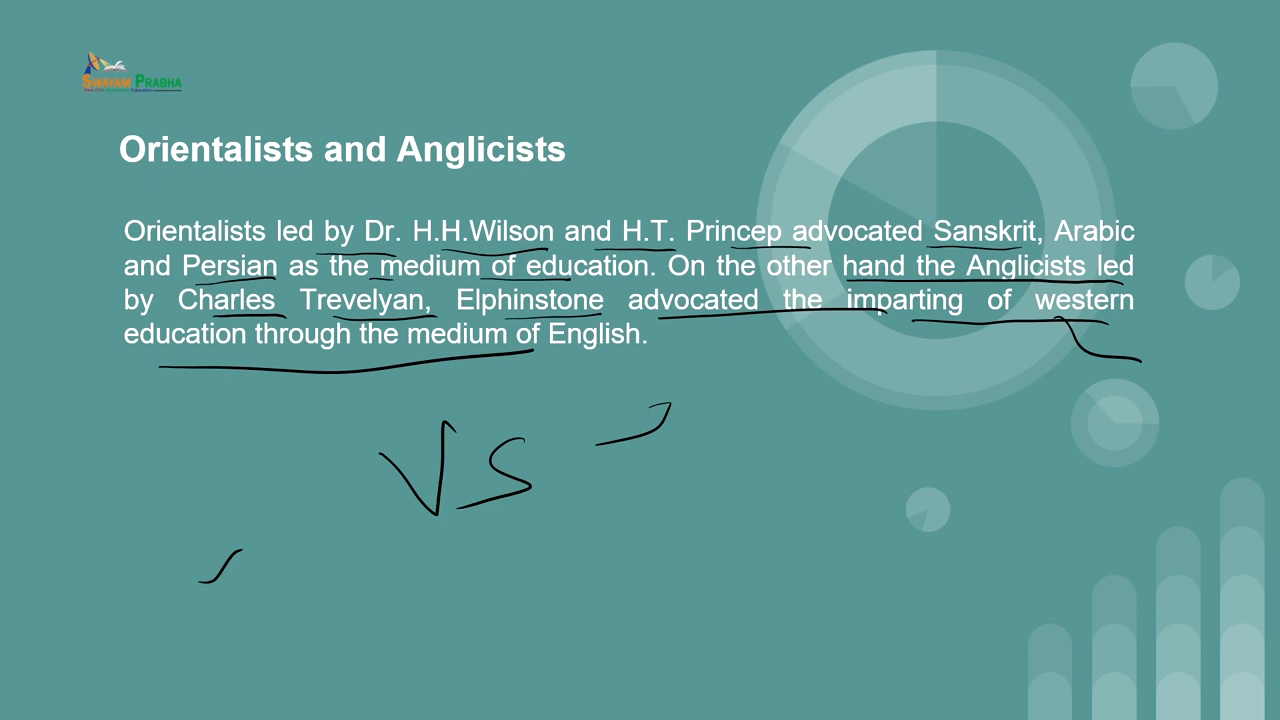 SWAYAM PRABHA
Orientalists and Anglicists
Orientalists led by Dr. H.H.Wilson and H.T. Princep advocated Sanskrit, Arabic
and Persian as the medium of education. On the other hand the Anglicists led
by Charles Trevelyan, Elphinstone advocated the imparting of western
education through the medium of English.
VS